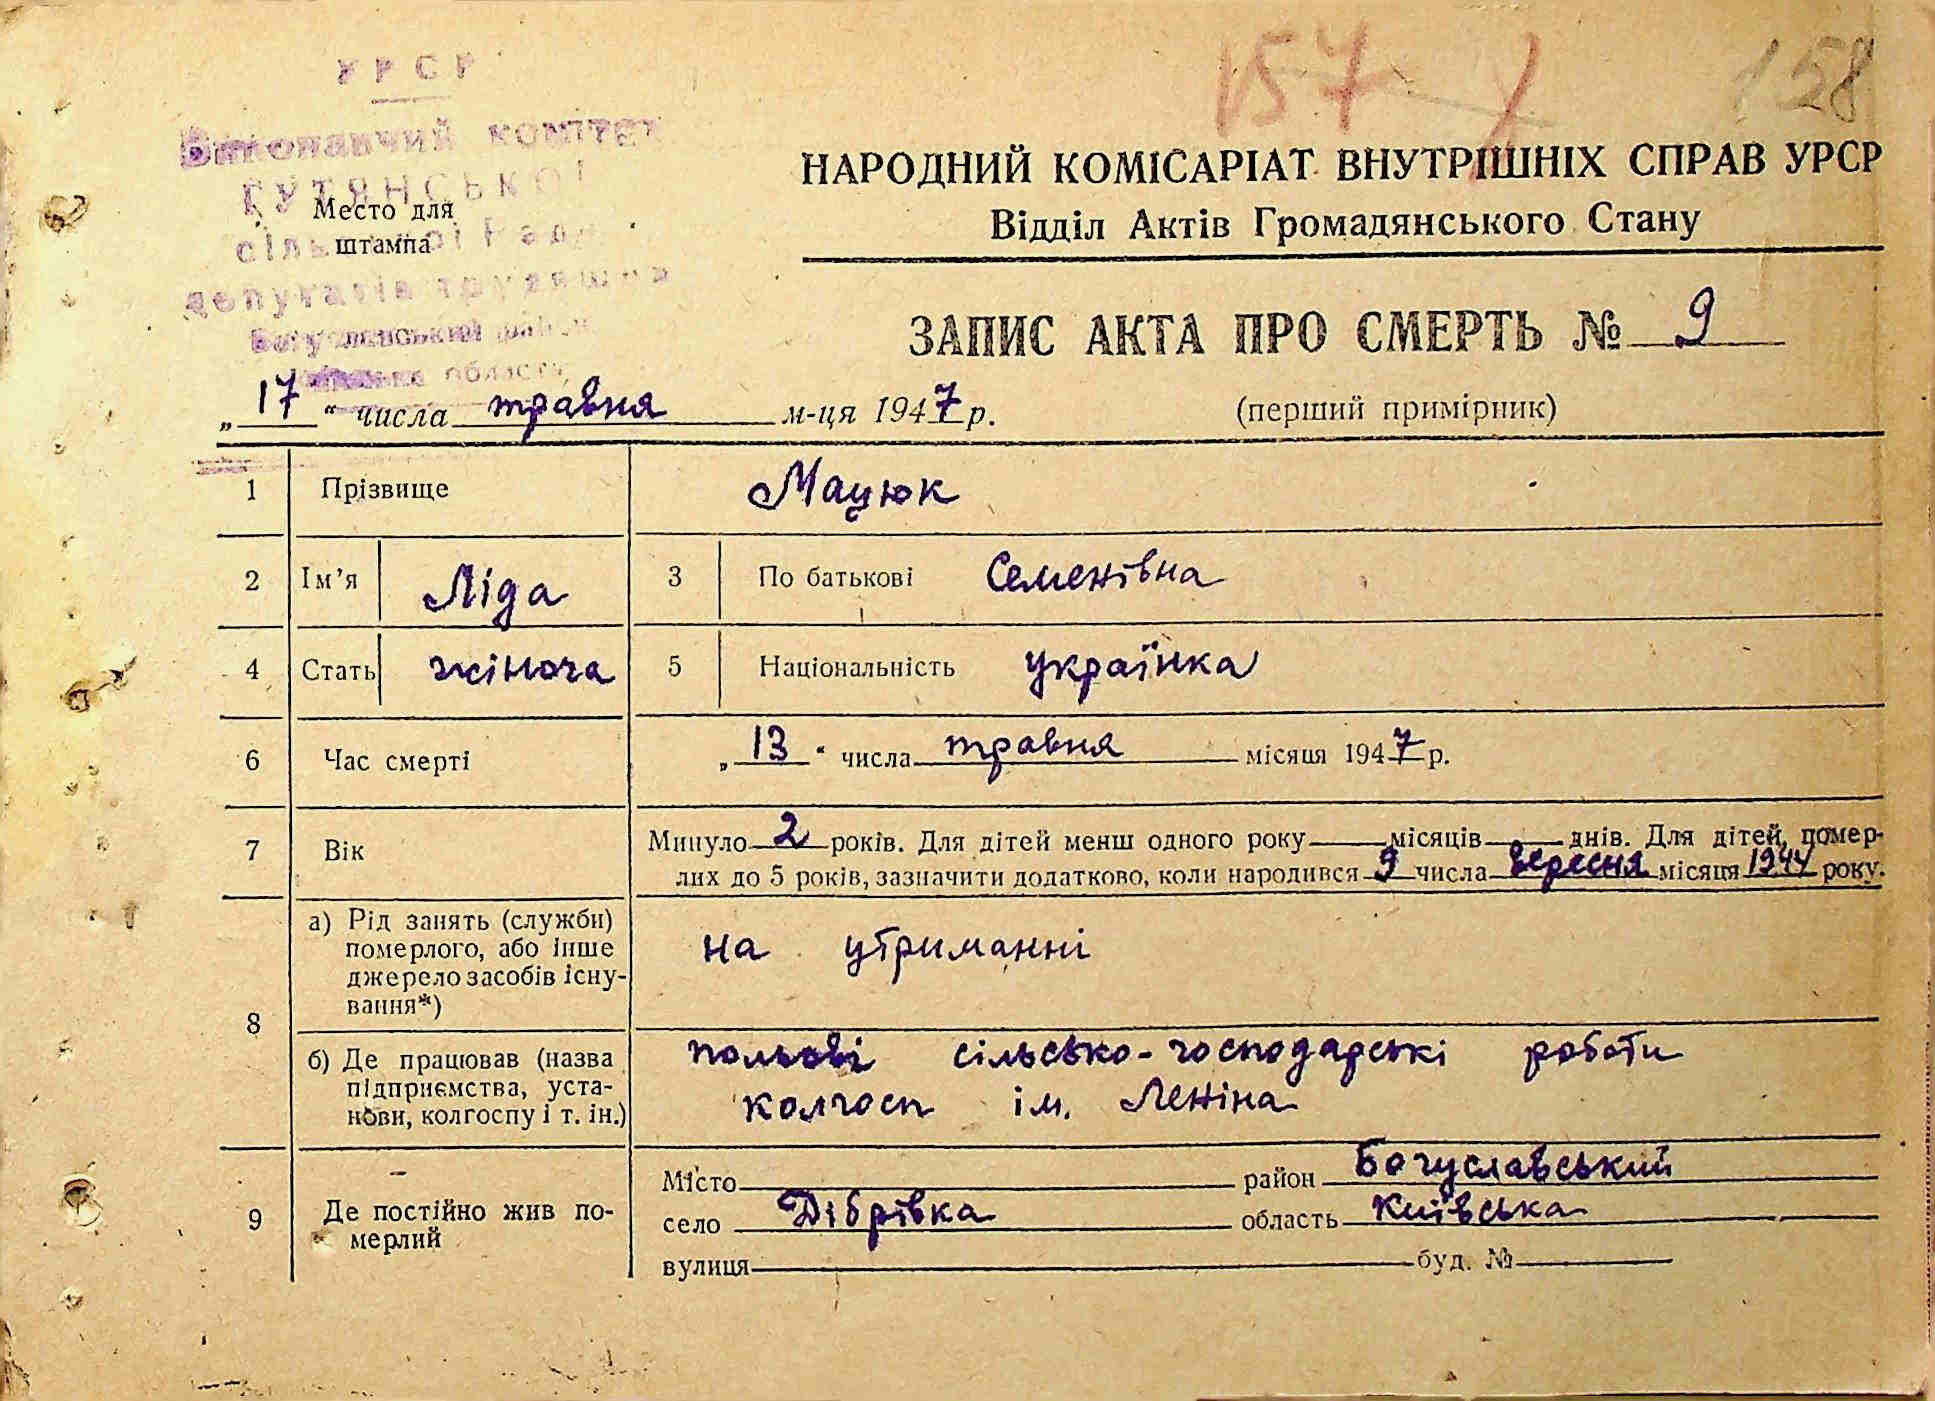 157 158
УРСР
Виконавчий комітет
ГУТЯНСЬКОЇ
Место для
штампа
сільської Ради
депутатів трудящих
Богуславський район
область
НАРОДНИЙ КОМІСАРІАТ ВНУТРІШНІХ СПРАВ УРСР
Відділ Актів Громадянського Стану
ЗАПИС АКТА ПРО СМЕРТЬ № 9
„17“ числа травня м-ця 1947 р.
(перший примірник)
1 Прізвище Мацюк
2 Ім’я Ліда 3 По батькові Семенівна
4 Стать жіноча 5 Національність українка
6 Час смерті „13“ числа травня місяця 1947 р.
7 Вік Минуло 2 років. Для дітей менш одного року місяців днів. Для дітей, помер-
лих до 5 років, зазначити додатково, коли народився 9 числа вересня місяця 1944 року.
8
а) Рід занять (служби)
померлого, або інше
джерело засобів існу-
вання*)
на утриманні
б) Де працював (назва
підприємства, уста-
нови, колгоспу і т. ін.)
польові сільсько-господарські роботи
колгосп ім. Леніна
9 Де постійно жив по-
мерлий
Місто район Богуславський
село Дібрівка область Київська
вулиця буд. №